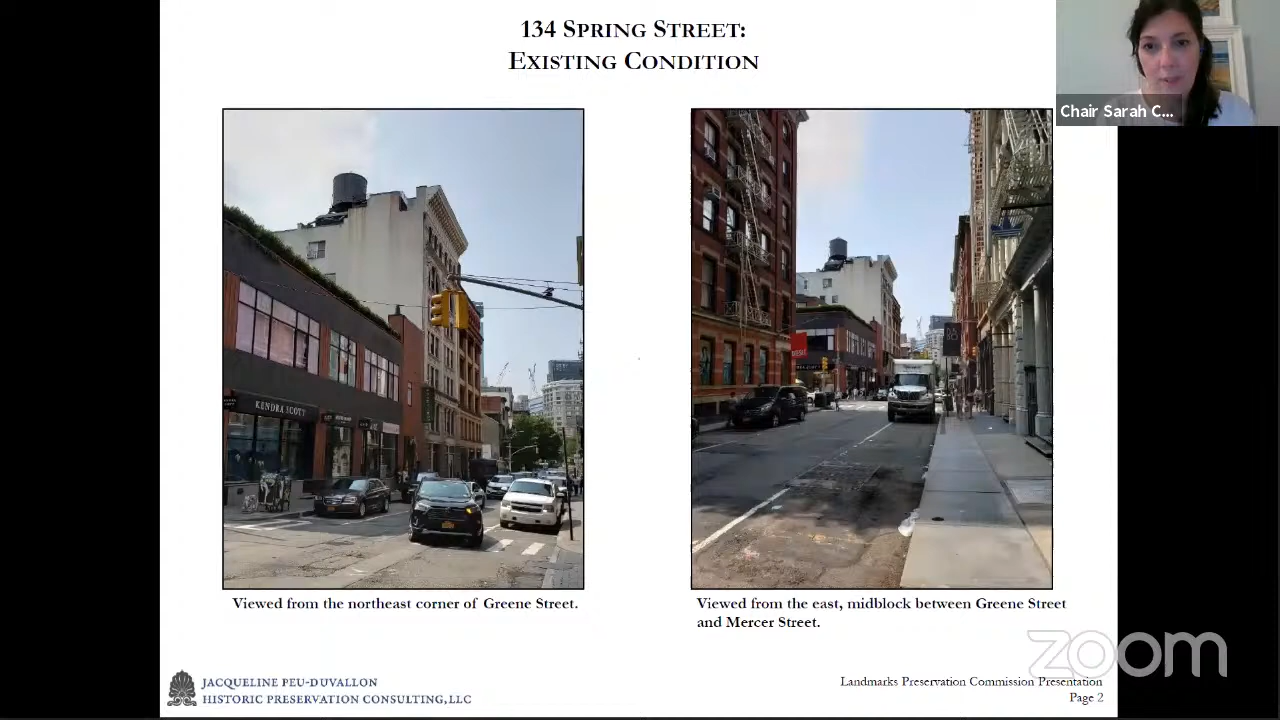 134 SPRING STREET:
EXISTING CONDITION
Chair Sarah C...
KENDRA SCOTT
Viewed from the northeast corner of Greene Street.
Viewed from the east, midblock between Greene Street
and Mercer Street.
zoom
JACQUELINE PEU-DUVALLON
HISTORIC PRESERVATION CONSULTING, LLC
Landmarks Preservation Commission Presentation
Page 2